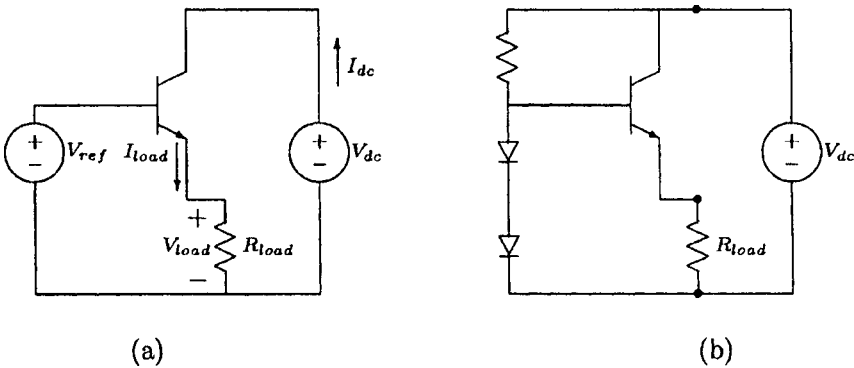 I_dc
V_ref
I_load
V_dc
V_load
R_load
V_dc
R_load
(a)
(b)